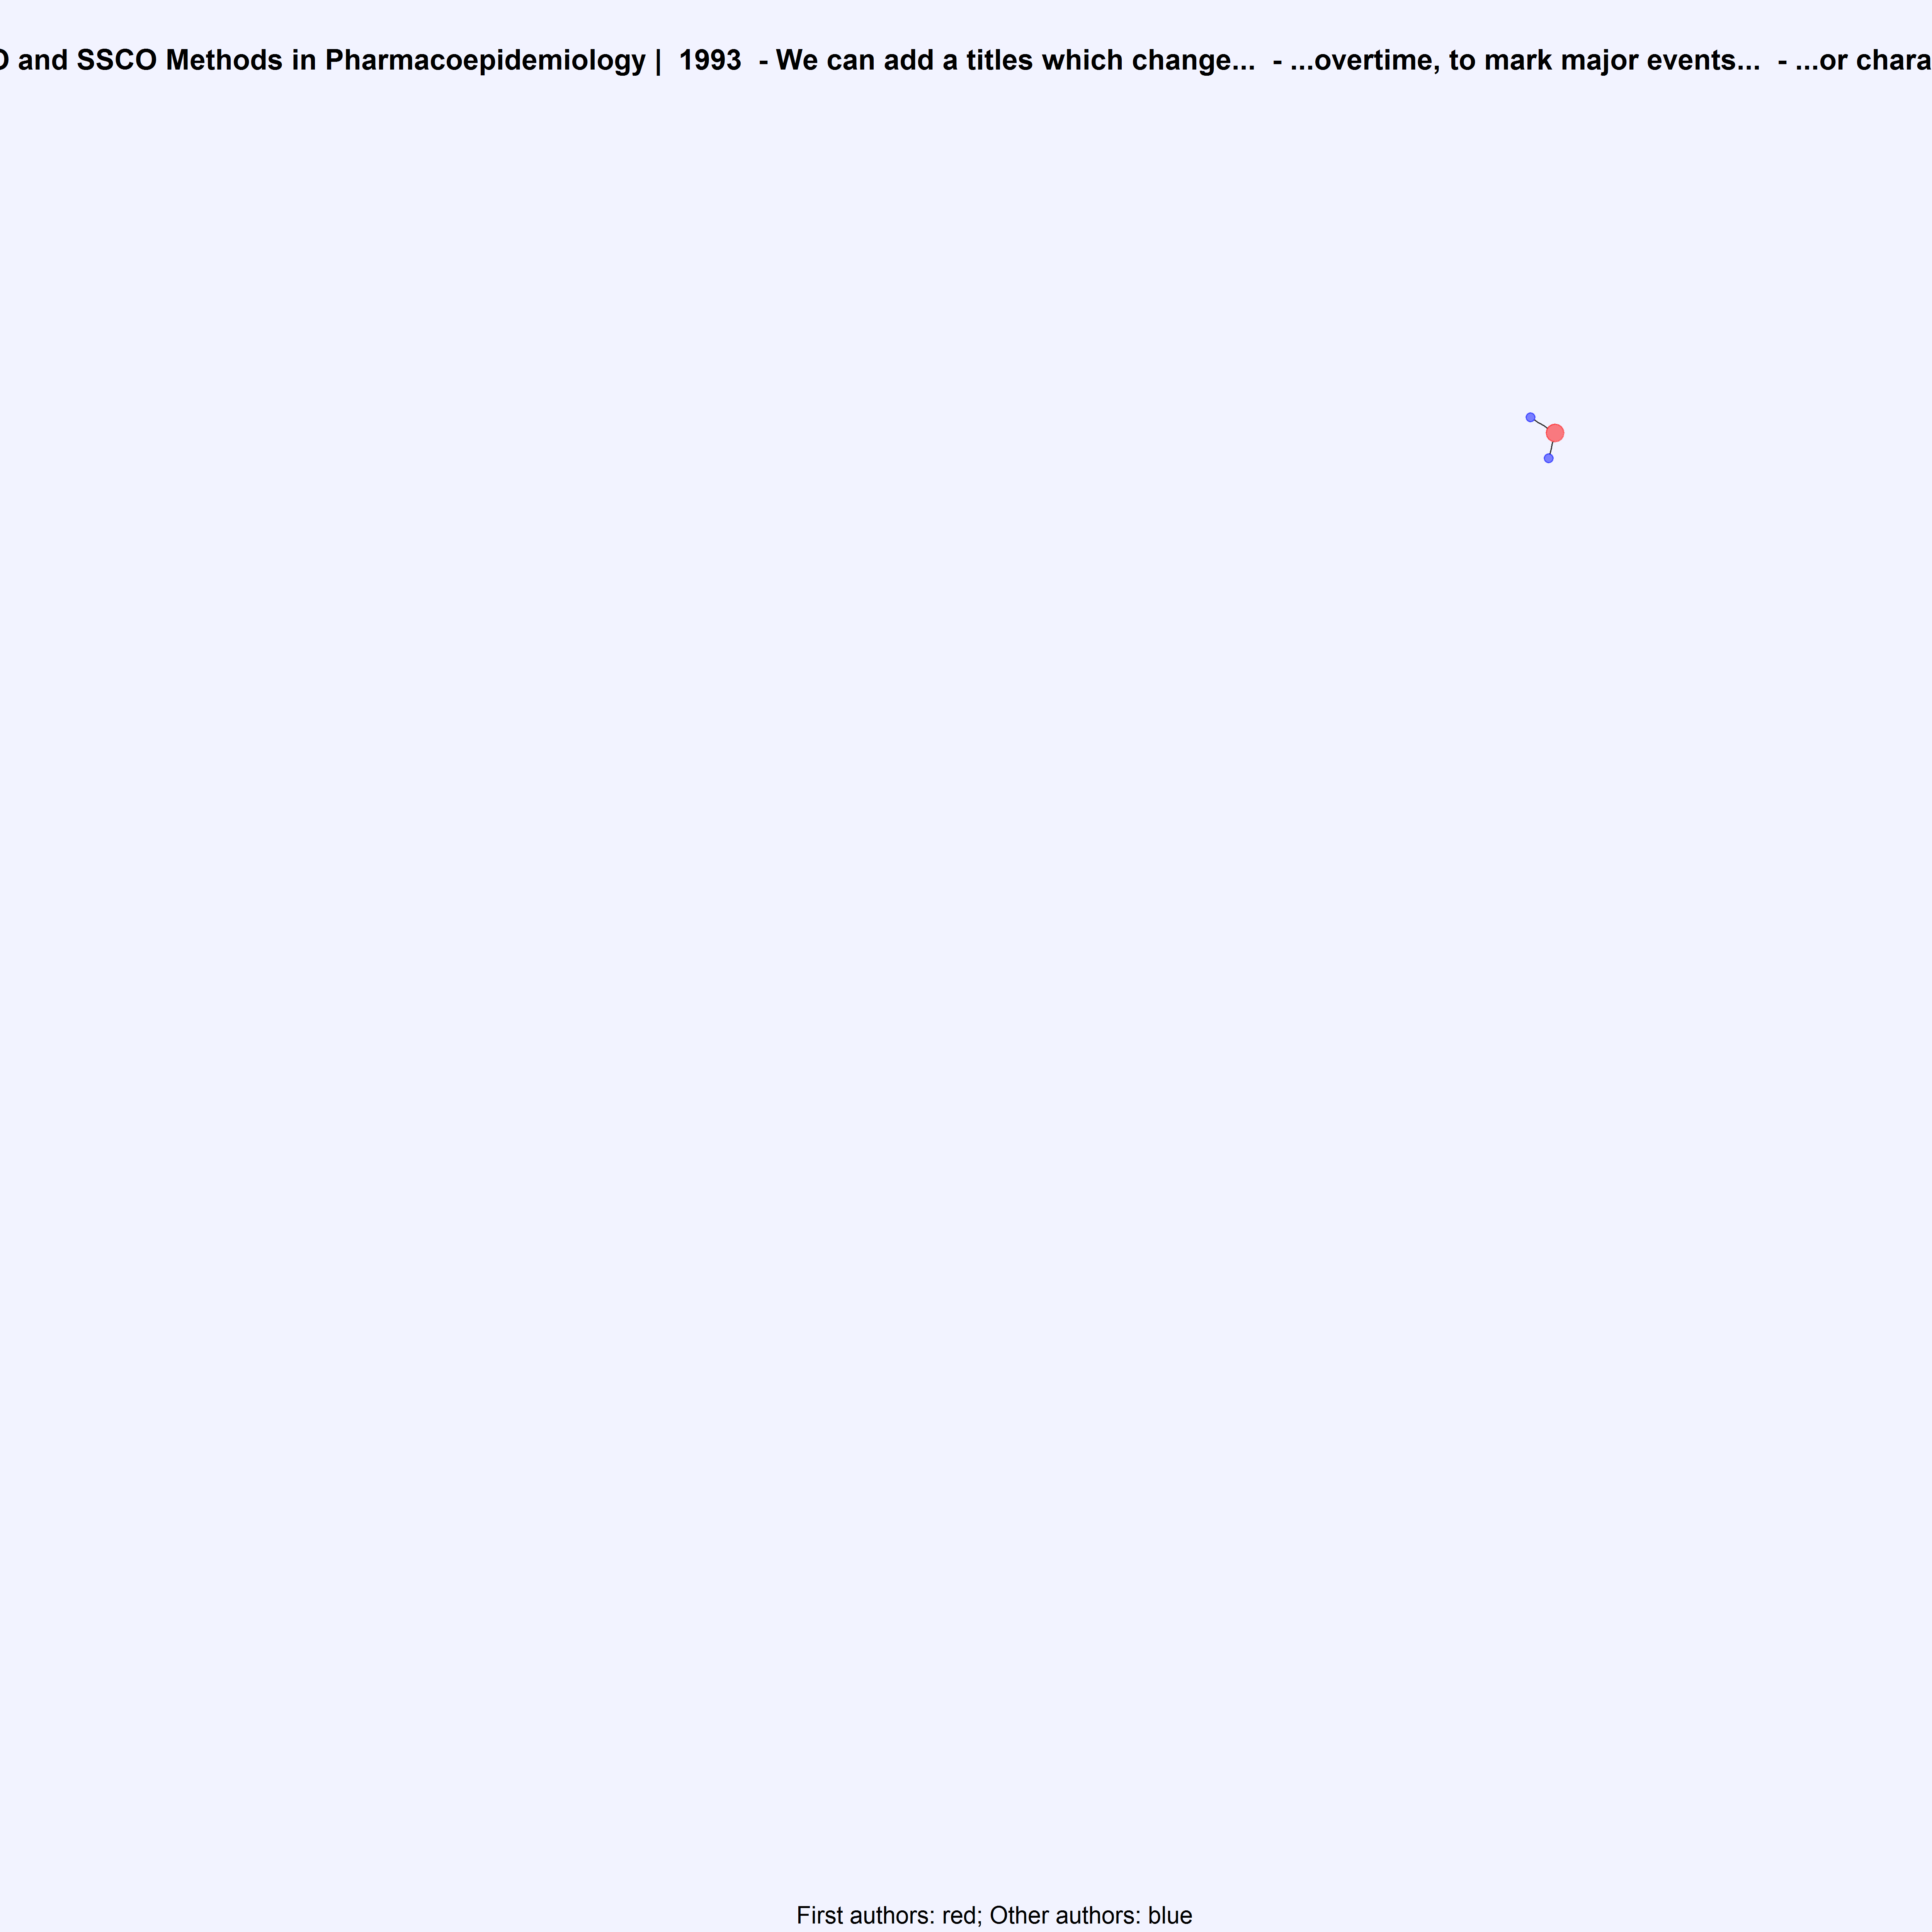 and SSCO Methods in Pharmacoepidemiology | 1993 - We can add a titles which change... - ...overtime, to mark major events... - ...or chara
First authors: red; Other authors: blue